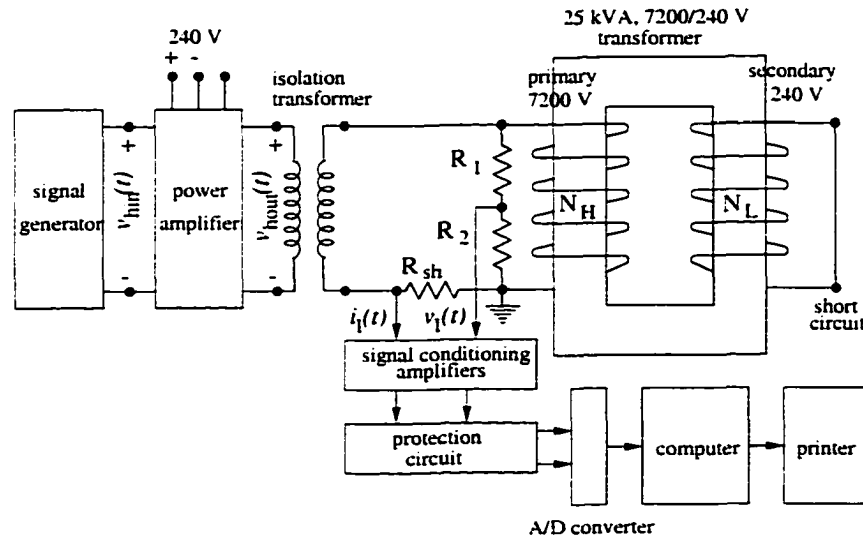 25 kVA, 7200/240 V
transformer
240 V
+ -
isolation
transformer
primary
7200 V
secondary
240 V
signal
generator
+
v_hin(t)
-
power
amplifier
+
v_hout(t)
-
R_1
R_2
R_sh
N_H
N_L
i_1(t)
v_1(t)
short
circuit
signal conditioning
amplifiers
protection
circuit
computer
printer
A/D converter